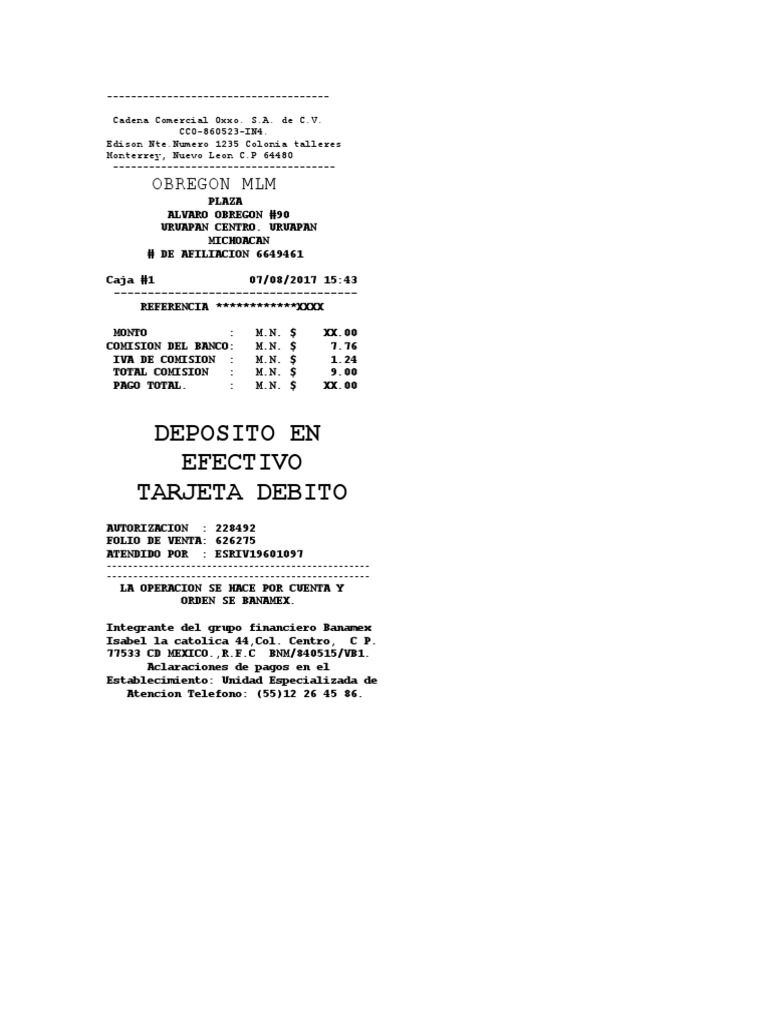 -------------------------------------
Cadena Comercial Oxxo. S.A. de C.V.
CCO-860523-IN4.
Edison Nte.Numero 1235 Colonia talleres
Monterrey, Nuevo Leon C.P 64480
-------------------------------------
OBREGON MLM
PLAZA
ALVARO OBREGON #90
URUAPAN CENTRO. URUAPAN
MICHOACAN
# DE AFILIACION 6649461
Caja #1 07/08/2017 15:43
------------------------------------
REFERENCIA ************XXXX
MONTO : M.N. $ XX.00
COMISION DEL BANCO: M.N. $ 7.76
IVA DE COMISION : M.N. $ 1.24
TOTAL COMISION : M.N. $ 9.00
PAGO TOTAL. : M.N. $ XX.00
DEPOSITO EN
EFECTIVO
TARJETA DEBITO
AUTORIZACION : 228492
FOLIO DE VENTA: 626275
ATENDIDO POR : ESRIV19601097
--------------------------------------------------
--------------------------------------------------
LA OPERACION SE HACE POR CUENTA Y
ORDEN SE BANAMEX.
Integrante del grupo financiero Banamex
Isabel la catolica 44,Col. Centro, C P.
77533 CD MEXICO.,R.F.C BNM/840515/VB1.
Aclaraciones de pagos en el
Establecimiento: Unidad Especializada de
Atencion Telefono: (55)12 26 45 86.